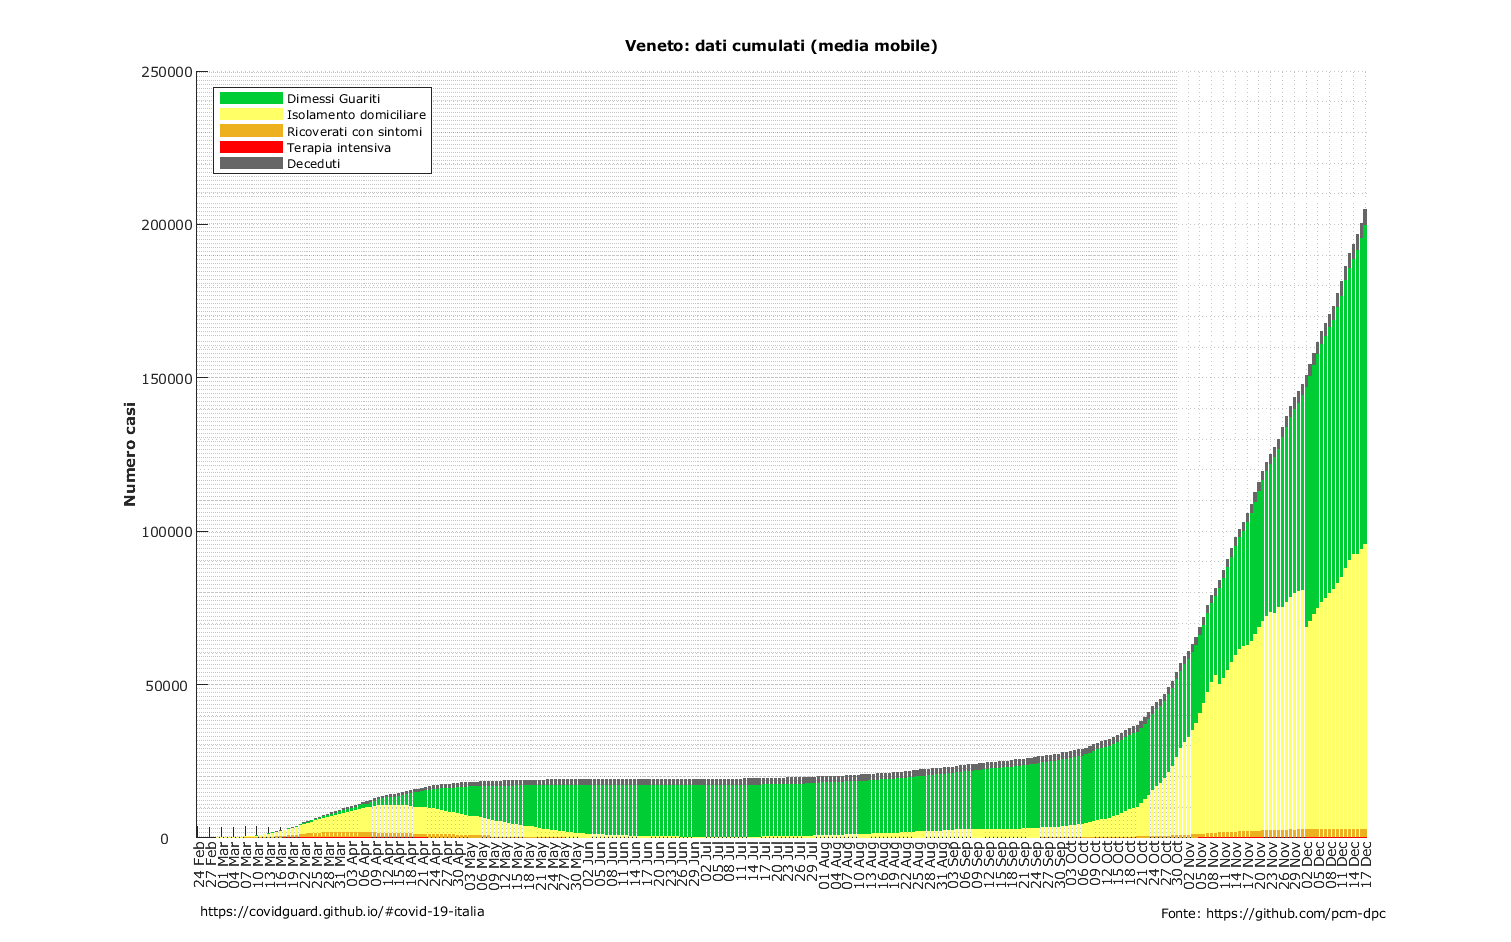 Veneto: dati cumulati (media mobile)
250000
200000
150000
100000
50000
0
Numero casi
Dimessi Guariti
Isolamento domiciliare
Ricoverati con sintomi
Terapia intensiva
Deceduti
24 Feb
27 Feb
01 Mar
04 Mar
07 Mar
10 Mar
13 Mar
16 Mar
19 Mar
22 Mar
25 Mar
28 Mar
31 Mar
03 Apr
06 Apr
09 Apr
12 Apr
15 Apr
18 Apr
21 Apr
24 Apr
27 Apr
30 Apr
03 May
06 May
09 May
12 May
15 May
18 May
21 May
24 May
27 May
30 May
02 Jun
05 Jun
08 Jun
11 Jun
14 Jun
17 Jun
20 Jun
23 Jun
26 Jun
29 Jun
02 Jul
05 Jul
08 Jul
11 Jul
14 Jul
17 Jul
20 Jul
23 Jul
26 Jul
29 Jul
01 Aug
04 Aug
07 Aug
10 Aug
13 Aug
16 Aug
19 Aug
22 Aug
25 Aug
28 Aug
31 Aug
03 Sep
06 Sep
09 Sep
12 Sep
15 Sep
18 Sep
21 Sep
24 Sep
27 Sep
30 Sep
03 Oct
06 Oct
09 Oct
12 Oct
15 Oct
18 Oct
21 Oct
24 Oct
27 Oct
30 Oct
02 Nov
05 Nov
08 Nov
11 Nov
14 Nov
17 Nov
20 Nov
23 Nov
26 Nov
29 Nov
02 Dec
05 Dec
08 Dec
11 Dec
14 Dec
17 Dec
https://covidguard.github.io/#covid-19-italia
Fonte: https://github.com/pcm-dpc